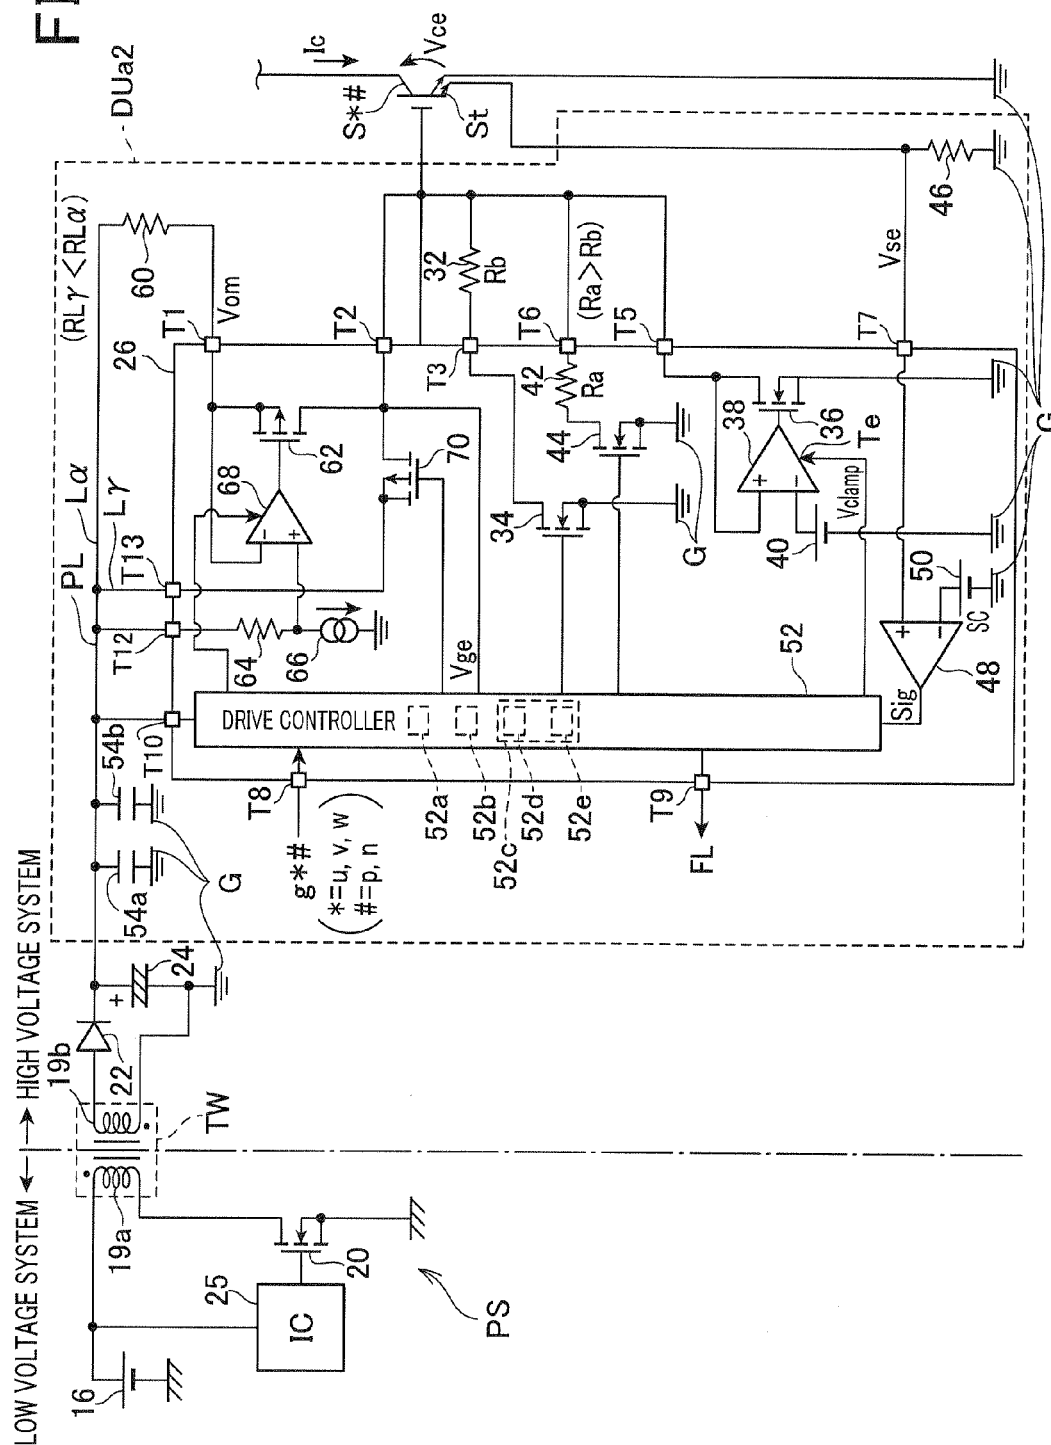 FI
LOW VOLTAGE SYSTEM
HIGH VOLTAGE SYSTEM
16
25
IC
20
PS
19a
19b
TW
22
+
24
G
54a
54b
PL
Lα
Lγ
(RLγ<RLα)
DUa2
T10
T12
T13
26
T1
60
Vom
64
66
68
-
+
62
70
T2
Vge
T3
32
Rb
T6
42
Ra
(Ra>Rb)
T5
44
34
G
38
+
-
36
40
Te
Vclamp
T7
Vse
46
G
50
SC
+
-
48
Sig
52
DRIVE CONTROLLER
52a
52b
52c
52d
52e
T8
g*#
(*=u, v, w
#=p, n)
T9
FL
Ic
Vce
S*#
St